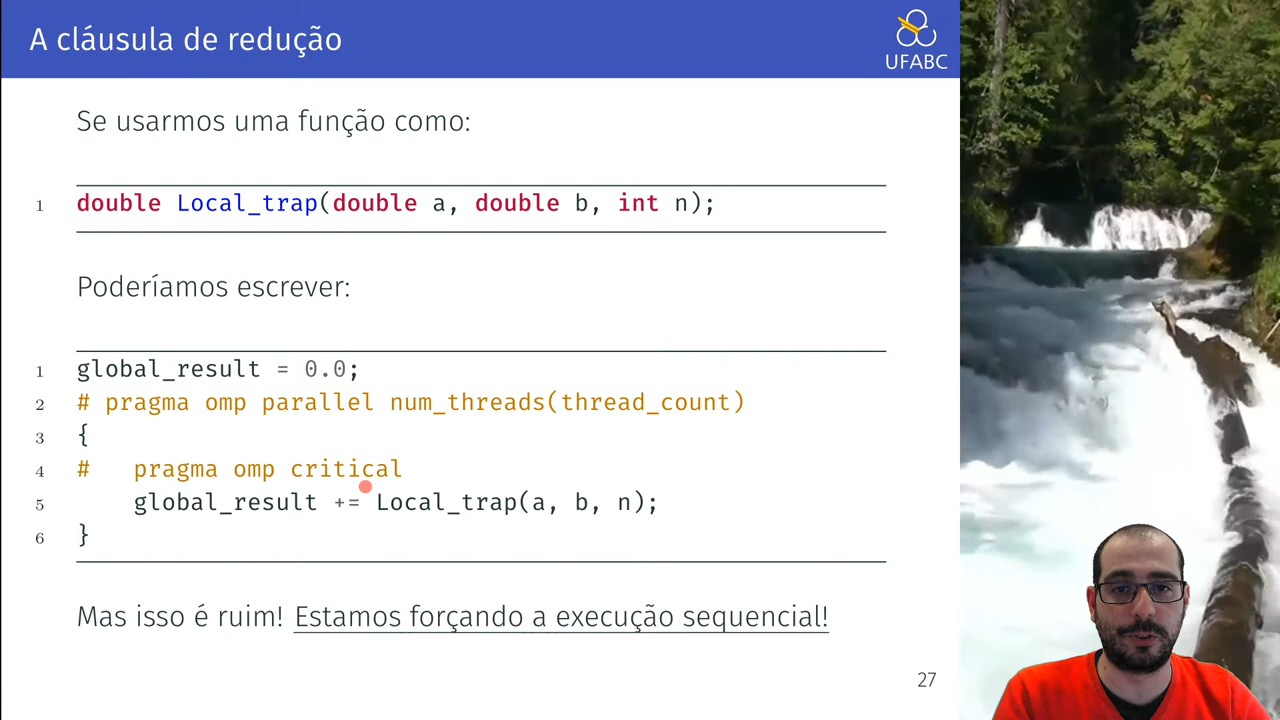 A cláusula de redução
UFABC
Se usarmos uma função como:
1 double Local_trap(double a, double b, int n);
Poderíamos escrever:
1 global_result = 0.0;
2 # pragma omp parallel num_threads(thread_count)
3 {
4 #   pragma omp critical
5     global_result += Local_trap(a, b, n);
6 }
Mas isso é ruim! Estamos forçando a execução sequencial!
27